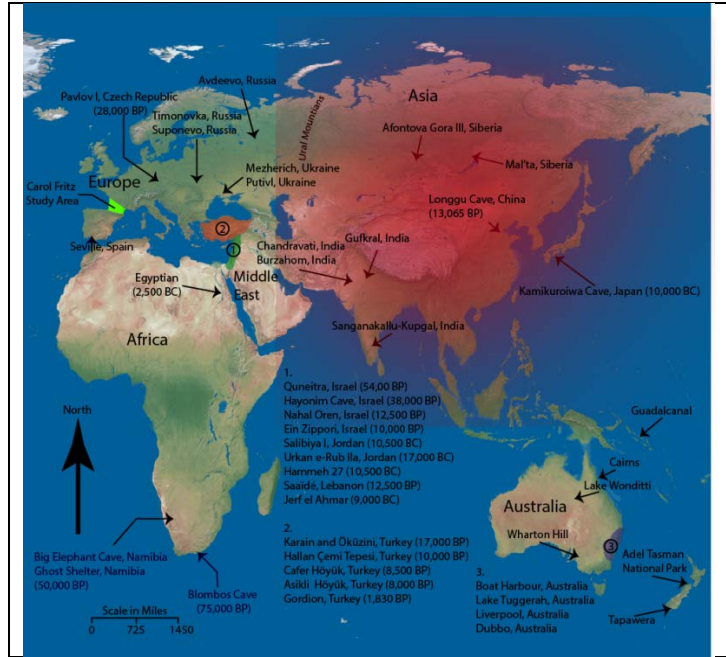 Avdeevo, Russia
Pavlov I, Czech Republic
(28,000 BP)
Timonovka, Russia
Suponevo, Russia
Ural Mountians
Asia
Afontova Gora III, Siberia
Mal'ta, Siberia
Mezherich, Ukraine
Putivl, Ukraine
Europe
Carol Fritz
Study Area
Longgu Cave, China
(13,065 BP)
2
1
Gufkral, India
Chandravati, India
Burzahom, India
Seville, Spain
Egyptian
(2,500 BC)
Middle
East
Kamikuroiwa Cave, Japan (10,000 BC)
Africa
Sanganakallu-Kupgal, India
1.
Quneitra, Israel (54,00 BP)
Hayonim Cave, Israel (38,000 BP)
Nahal Oren, Israel (12,500 BP)
Ein Zippori, Israel (10,000 BP)
Salibiya I, Jordan (10,500 BC)
Urkan e-Rub IIa, Jordan (17,000 BC)
Hammeh 27 (10,500 BC)
Saaïdé, Lebanon (12,500 BP)
Jerf el Ahmar (9,000 BC)
North
Guadalcanal
Cairns
Lake Wonditti
Australia
Wharton Hill
3
Adel Tasman
National Park
Tapawera
Big Elephant Cave, Namibia
Ghost Shelter, Namibia
(50,000 BP)
Blombos Cave
(75,000 BP)
2.
Karain and Öküzini, Turkey (17,000 BP)
Hallan Çemi Tepesi, Turkey (10,000 BP)
Cafer Höyük, Turkey (8,500 BP)
Asikli Höyük, Turkey (8,000 BP)
Gordion, Turkey (1,830 BP)
3.
Boat Harbour, Australia
Lake Tuggerah, Australia
Liverpool, Australia
Dubbo, Australia
Scale in Miles
0 725 1450